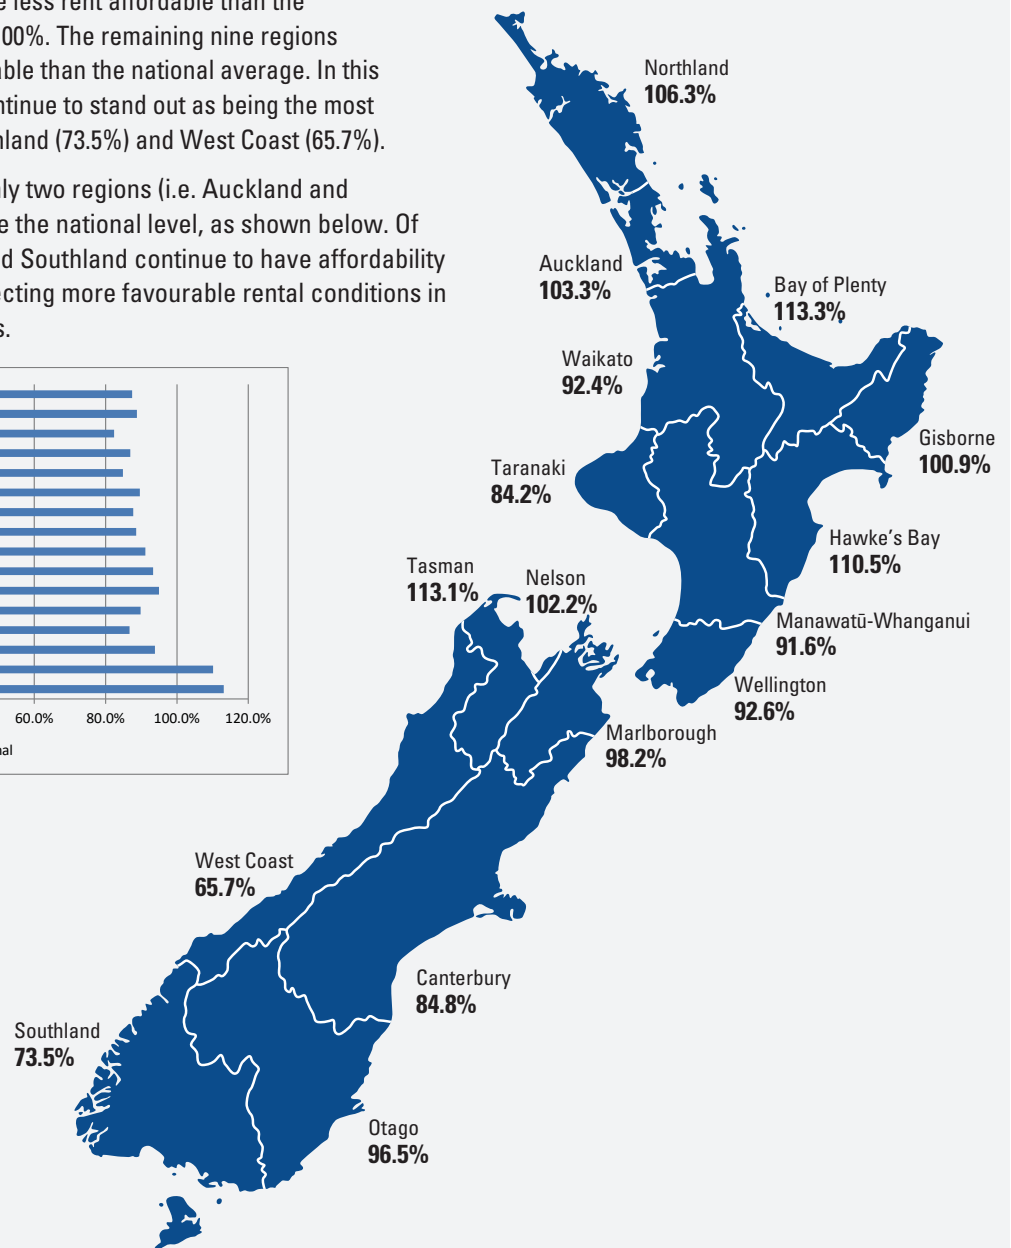 less rent affordable than the
00%. The remaining nine regions
able than the national average. In this
ntinue to stand out as being the most
land (73.5%) and West Coast (65.7%).
ly two regions (i.e. Auckland and
e the national level, as shown below. Of
d Southland continue to have affordability
ecting more favourable rental conditions in
s.
60.0% 80.0% 100.0% 120.0%
al
Northland
106.3%
Auckland
103.3%
Bay of Plenty
113.3%
Waikato
92.4%
Gisborne
100.9%
Taranaki
84.2%
Hawke's Bay
110.5%
Tasman
113.1%
Nelson
102.2%
Manawatū-Whanganui
91.6%
Wellington
92.6%
Marlborough
98.2%
West Coast
65.7%
Canterbury
84.8%
Southland
73.5%
Otago
96.5%